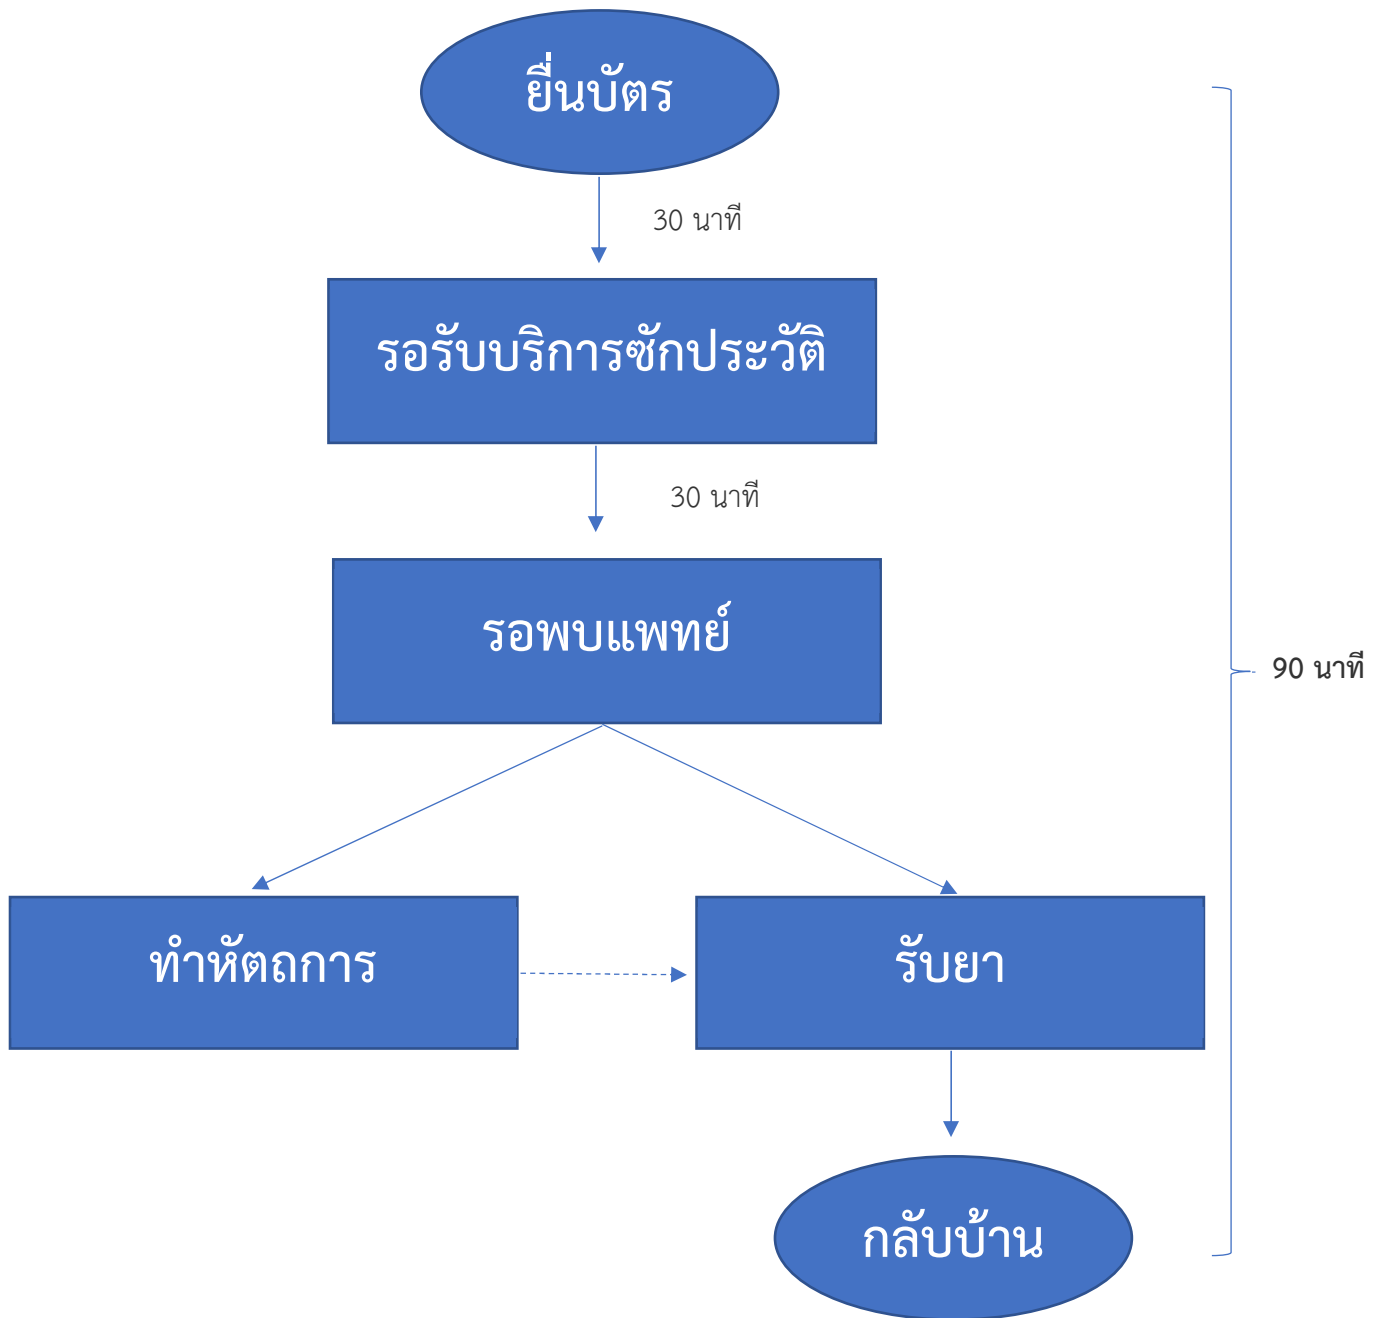 ยื่นบัตร
30 นาที
รอรับบริการซักประวัติ
30 นาที
รอพบแพทย์
90 นาที
ทำหัตถการ
รับยา
กลับบ้าน